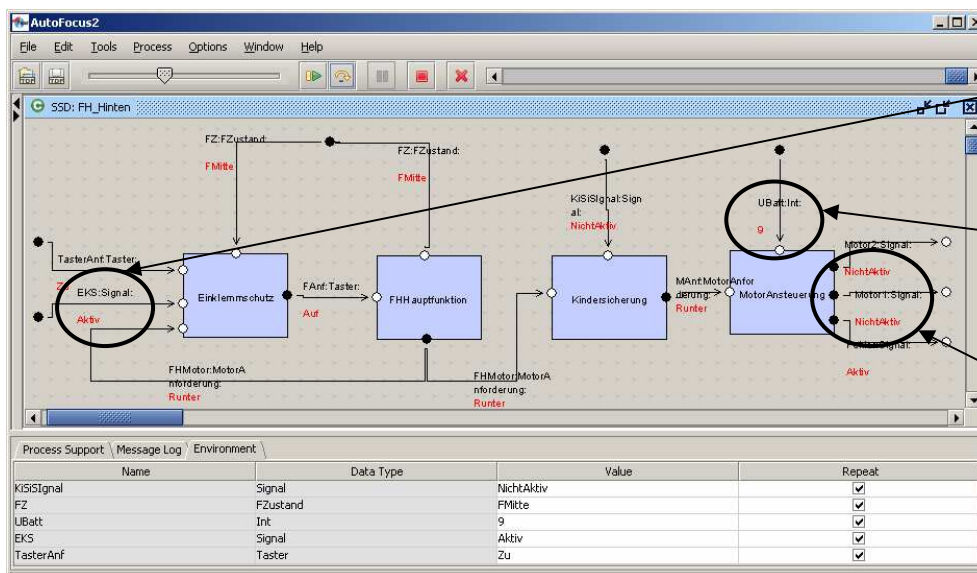 AutoFocus2
File Edit Tools Process Options Window Help
SSD: FH_Hinten
FZ:FZustand:
FMitte
FZ:FZustand:
FMitte
KiSiSIgnal:Sign
al:
NichtAktiv
UBatt:Int:
9
TasterAnf:Taster:
EKS:Signal:
Aktiv
Einklemmschutz
FAnf:Taster:
Auf
FHHauptfunktion
Kindersicherung
MAnf:MotorAnfor
derung:
Runter
MotorAnsteuerung
Motor2:Signal:
NichtAktiv
Motor1:Signal:
NichtAktiv
Aktiv
FHMotor:MotorA
nforderung:
Runter
FHMotor:MotorA
nforderung:
Runter
Process Support Message Log Environment
Name Data Type Value Repeat
KiSiSIgnal Signal NichtAktiv
FZ FZustand FMitte
UBatt Int 9
EKS Signal Aktiv
TasterAnf Taster Zu